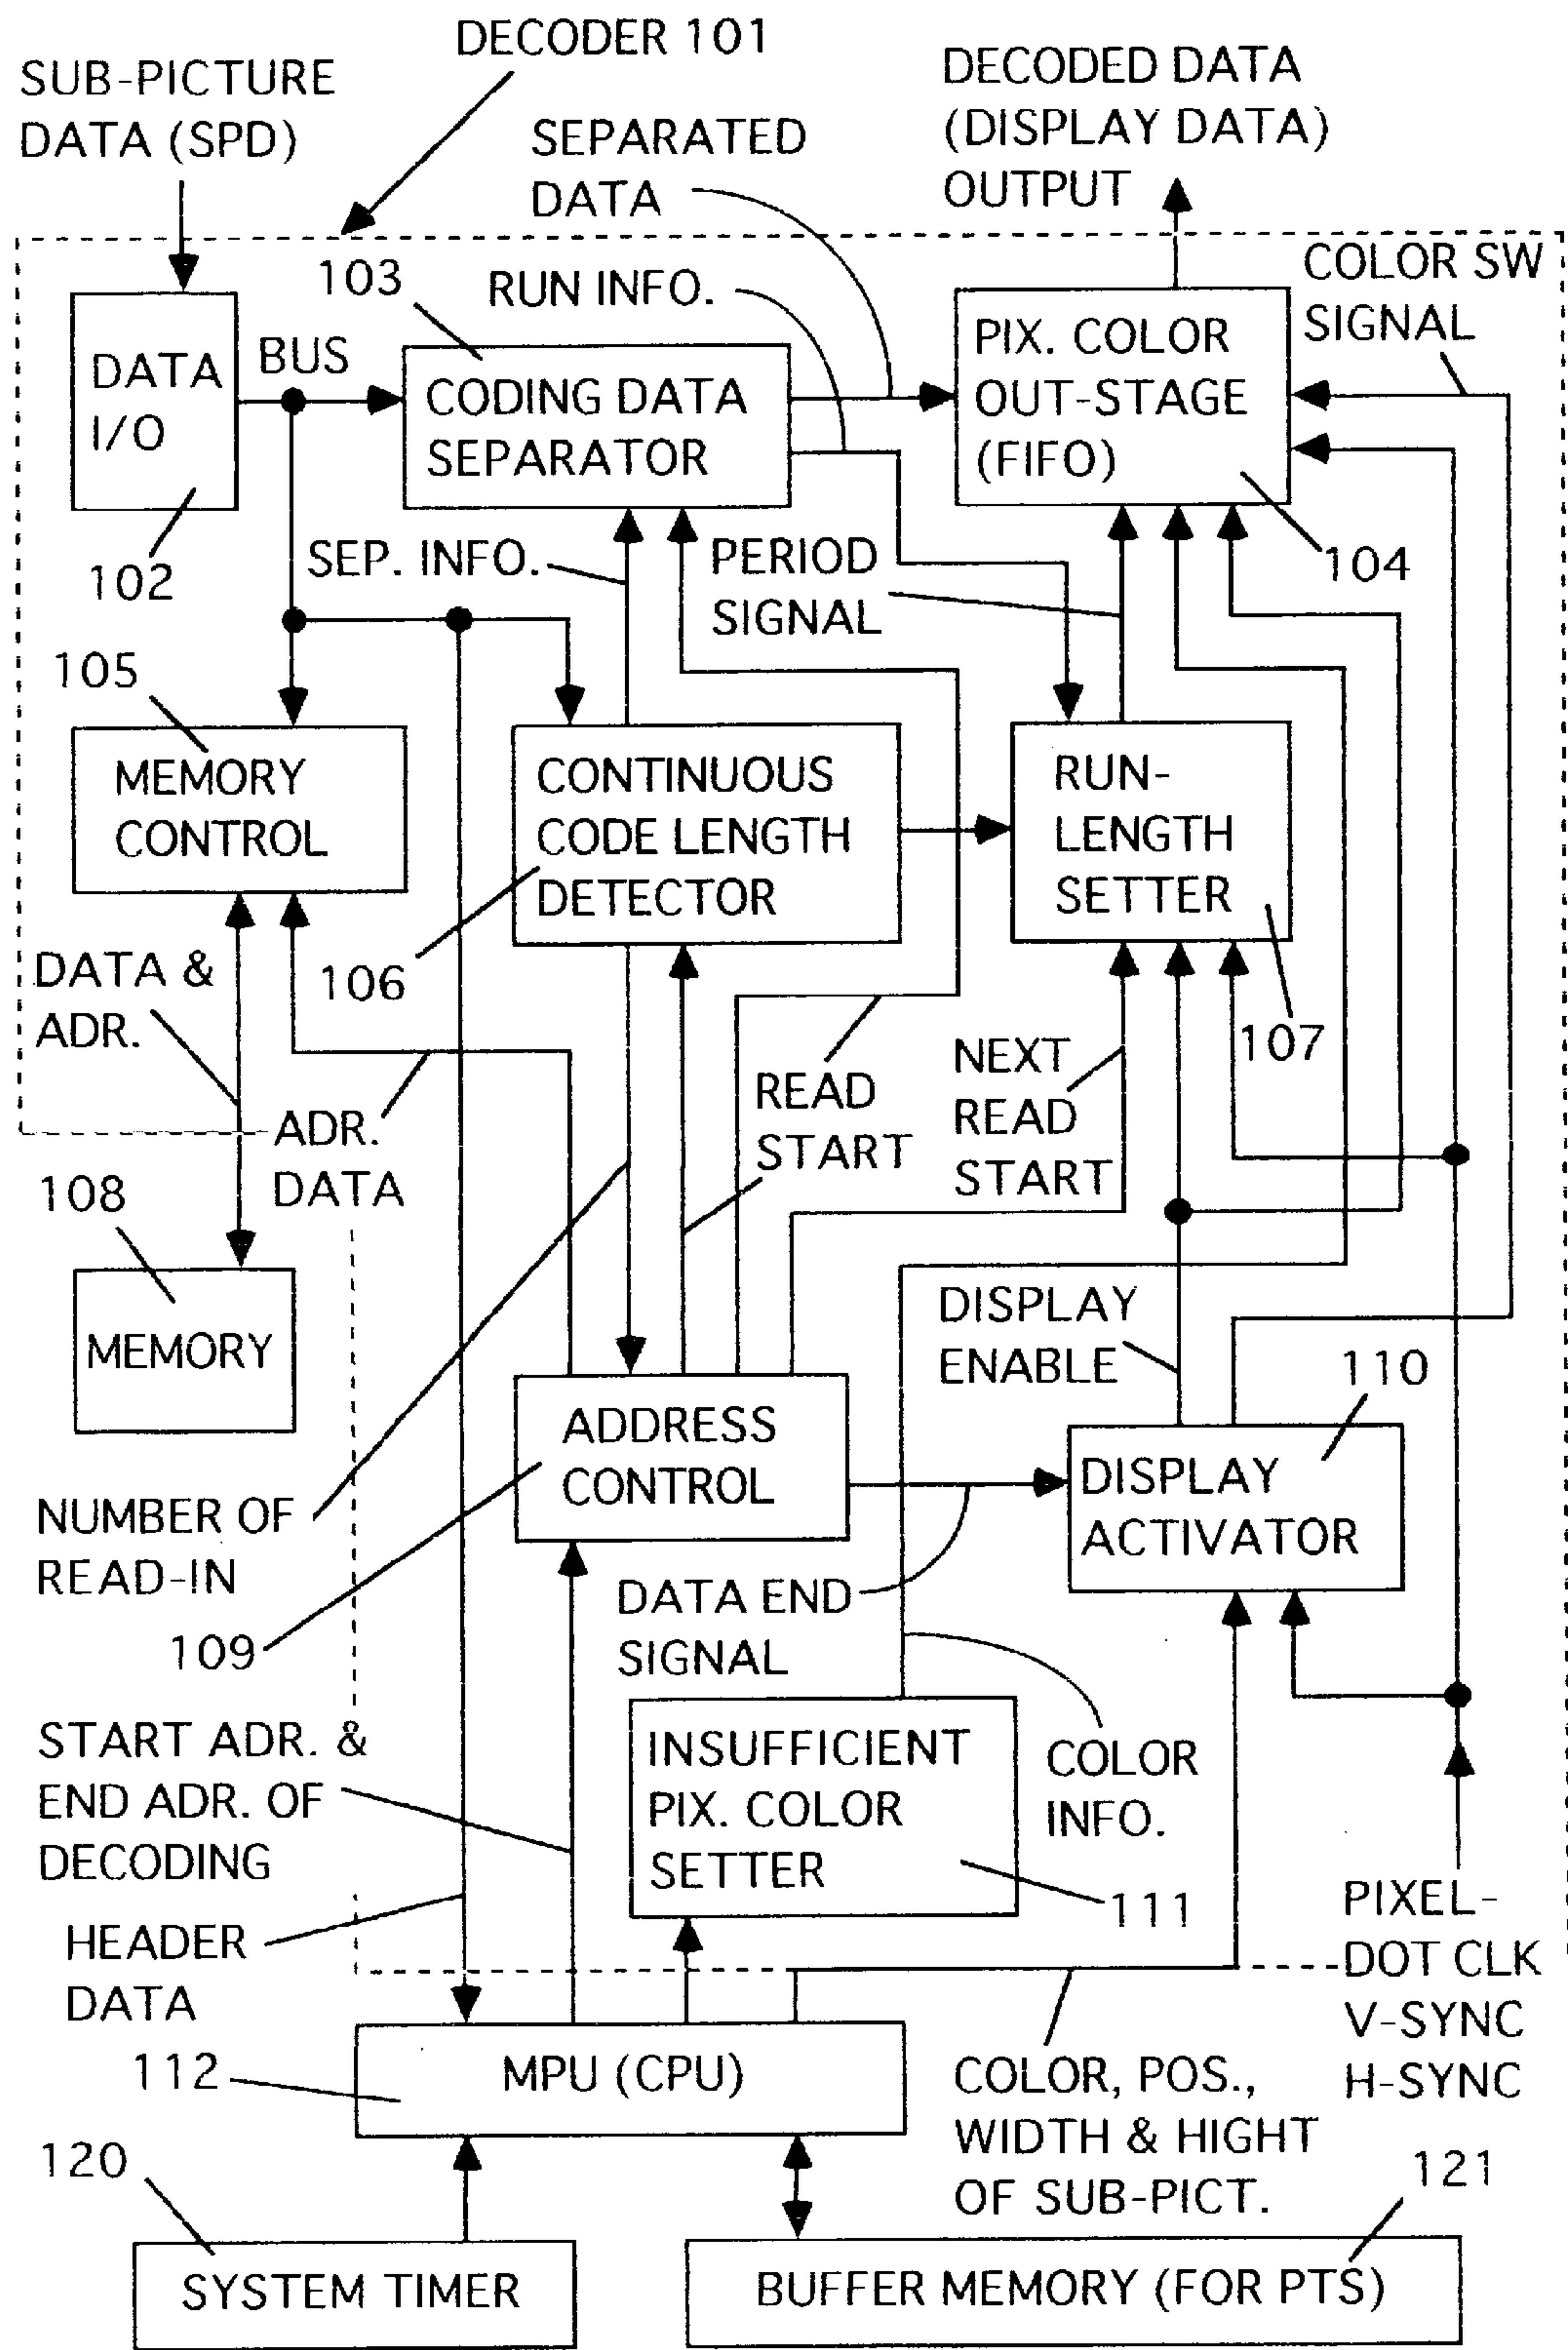 DECODER 101
SUB-PICTURE
DATA (SPD)
SEPARATED
DATA
DECODED DATA
(DISPLAY DATA)
OUTPUT
COLOR SW
SIGNAL
103
RUN INFO.
DATA
I/O
BUS
CODING DATA
SEPARATOR
PIX. COLOR
OUT-STAGE
(FIFO)
102
SEP. INFO.
PERIOD
SIGNAL
104
105
MEMORY
CONTROL
CONTINUOUS
CODE LENGTH
DETECTOR
RUN-
LENGTH
SETTER
DATA &
ADR.
106
107
READ
START
NEXT
READ
START
ADR.
DATA
108
MEMORY
DISPLAY
ENABLE
110
ADDRESS
CONTROL
DISPLAY
ACTIVATOR
NUMBER OF
READ-IN
109
DATA END
SIGNAL
START ADR. &
END ADR. OF
DECODING
INSUFFICIENT
PIX. COLOR
SETTER
COLOR
INFO.
111
HEADER
DATA
PIXEL-
DOT CLK
V-SYNC
H-SYNC
112
MPU (CPU)
COLOR, POS.,
WIDTH & HIGHT
OF SUB-PICT.
120
121
SYSTEM TIMER
BUFFER MEMORY (FOR PTS)